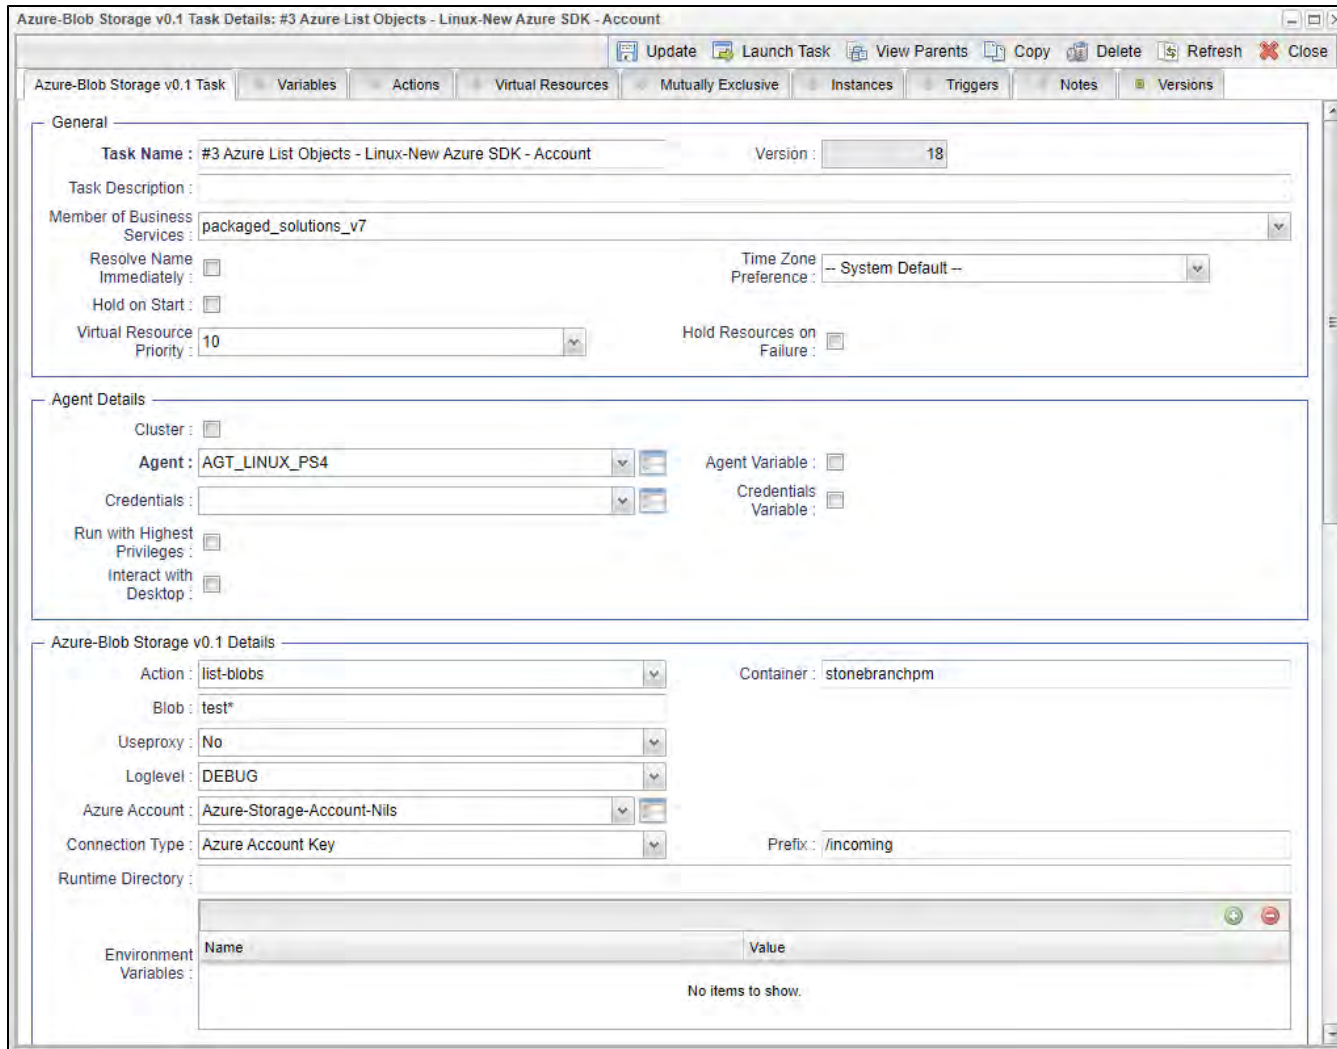 Azure-Blob Storage v0.1 Task Details: #3 Azure List Objects - Linux-New Azure SDK - Account
Update Launch Task View Parents Copy Delete Refresh Close
Azure-Blob Storage v0.1 Task Variables Actions Virtual Resources Mutually Exclusive Instances Triggers Notes Versions
General
Task Name : #3 Azure List Objects - Linux-New Azure SDK - Account Version : 18
Task Description :
Member of Business
Services : packaged_solutions_v7
Resolve Name
Immediately :
Time Zone
Preference : -- System Default --
Hold on Start :
Virtual Resource
Priority : 10
Hold Resources on
Failure :
Agent Details
Cluster :
Agent : AGT_LINUX_PS4 Agent Variable :
Credentials :
Credentials
Variable :
Run with Highest
Privileges :
Interact with
Desktop :
Azure-Blob Storage v0.1 Details
Action : list-blobs Container : stonebranchpm
Blob : test*
Useproxy : No
Loglevel : DEBUG
Azure Account : Azure-Storage-Account-Nils
Connection Type : Azure Account Key Prefix : /incoming
Runtime Directory :
Environment
Variables :
Name Value
No items to show.